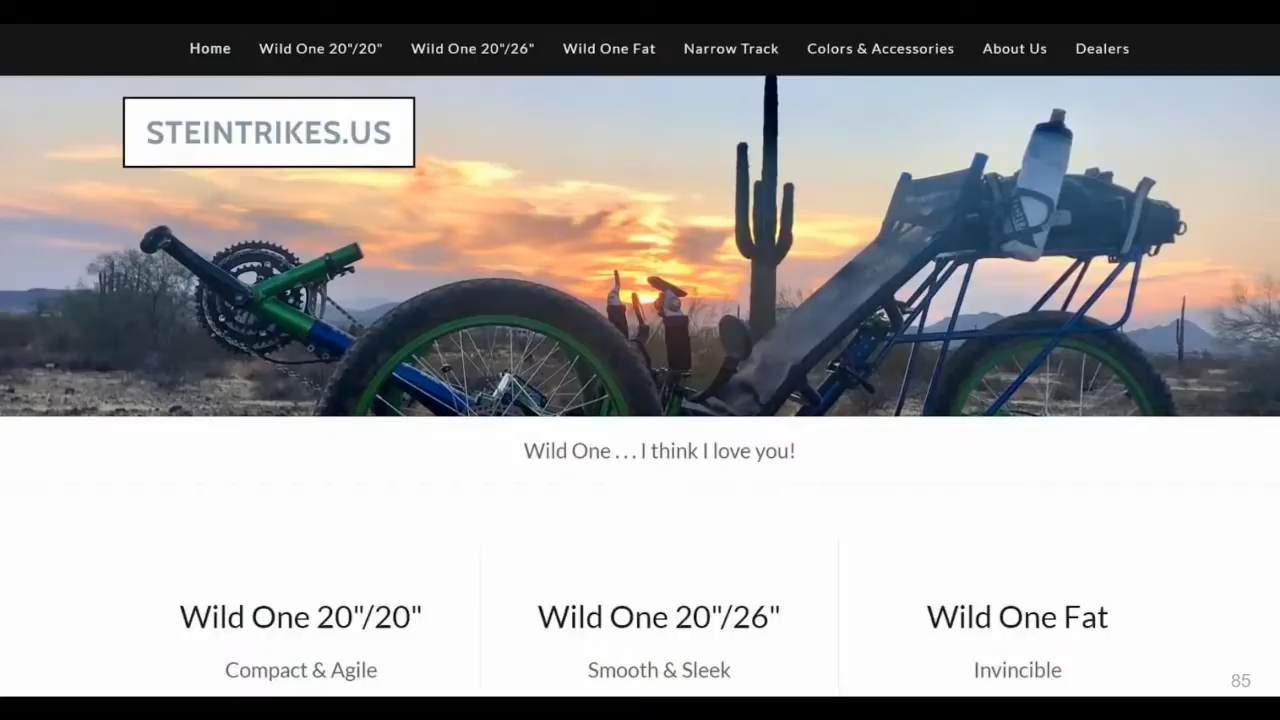 Home Wild One 20"/20" Wild One 20"/26" Wild One Fat Narrow Track Colors & Accessories About Us Dealers
STEINTRIKES.US
Wild One . . . I think I love you!
Wild One 20"/20" Wild One 20"/26" Wild One Fat
Compact & Agile Smooth & Sleek Invincible
85